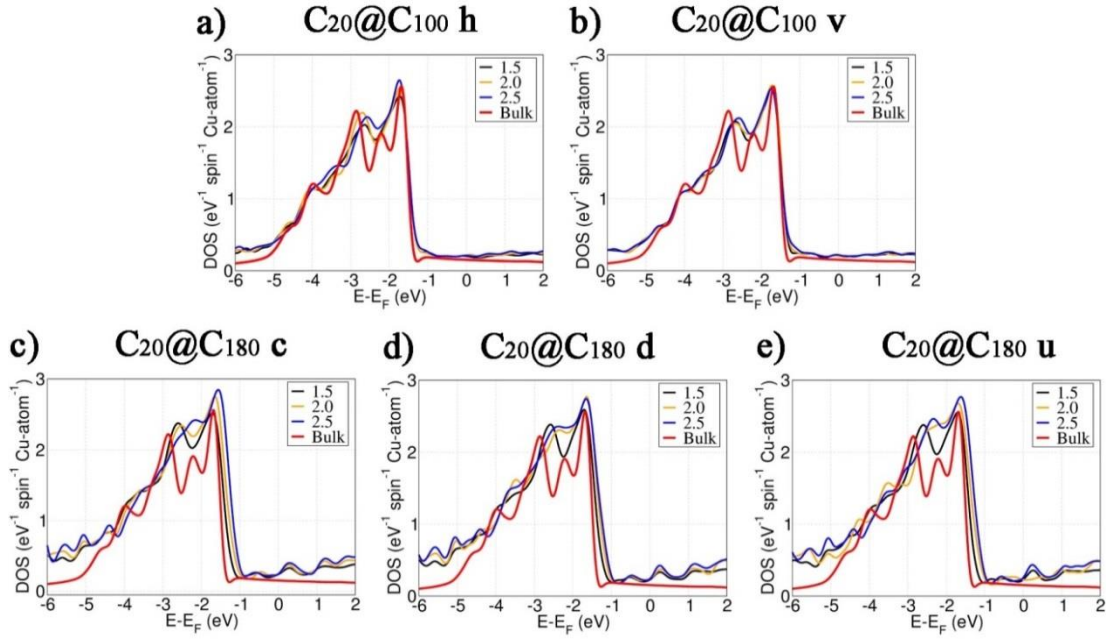 a) C20@C100 h
DOS (eV-1 spin-1 Cu-atom-1)
3
2
1
0
1.5
2.0
2.5
Bulk
-6 -5 -4 -3 -2 -1 0 1 2
E-EF (eV)
b) C20@C100 v
DOS (eV-1 spin-1 Cu-atom-1)
3
2
1
0
1.5
2.0
2.5
Bulk
-6 -5 -4 -3 -2 -1 0 1 2
E-EF (eV)
c) C20@C180 c
DOS (eV-1 spin-1 Cu-atom-1)
3
2
1
0
1.5
2.0
2.5
Bulk
-6 -5 -4 -3 -2 -1 0 1 2
E-EF (eV)
d) C20@C180 d
DOS (eV-1 spin-1 Cu-atom-1)
3
2
1
0
1.5
2.0
2.5
Bulk
-6 -5 -4 -3 -2 -1 0 1 2
E-EF (eV)
e) C20@C180 u
DOS (eV-1 spin-1 Cu-atom-1)
3
2
1
0
1.5
2.0
2.5
Bulk
-6 -5 -4 -3 -2 -1 0 1 2
E-EF (eV)